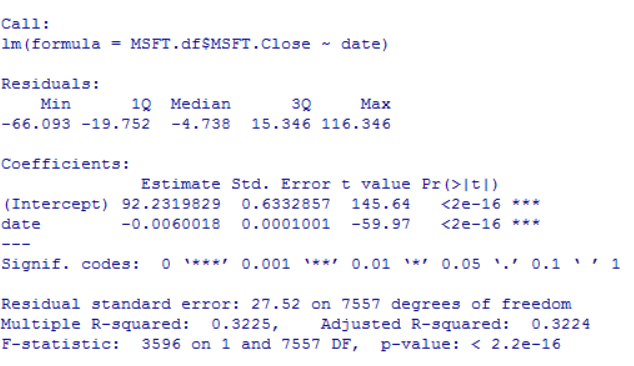 Call:
lm(formula = MSFT.df$MSFT.Close ~ date)
Residuals:
Min 1Q Median 3Q Max
-66.093 -19.752 -4.738 15.346 116.346
Coefficients:
Estimate Std. Error t value Pr(>|t|)
(Intercept) 92.2319829 0.6332857 145.64 <2e-16 ***
date -0.0060018 0.0001001 -59.97 <2e-16 ***
---
Signif. codes: 0 ‘***’ 0.001 ‘**’ 0.01 ‘*’ 0.05 ‘.’ 0.1 ‘ ’ 1
Residual standard error: 27.52 on 7557 degrees of freedom
Multiple R-squared: 0.3225, Adjusted R-squared: 0.3224
F-statistic: 3596 on 1 and 7557 DF, p-value: < 2.2e-16